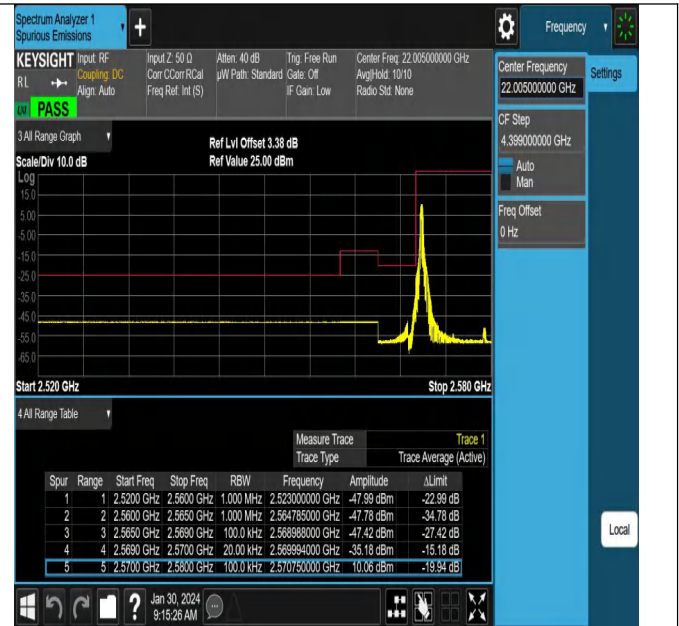 Spectrum Analyzer 1
Spurious Emissions
Frequency
KEYSIGHT Input: RF Input Z: 50 Ω Atten: 40 dB Trig: Free Run Center Freq: 22.005000000 GHz
RL Coupling: DC Corr CCorr RCal µW Path: Standard Gate: Off Avg|Hold: 10/10
Align: Auto Freq Ref: Int (S) IF Gain: Low Radio Std: None
LXI PASS
Center Frequency
22.005000000 GHz
Settings
CF Step
4.399000000 GHz
Auto
Man
Freq Offset
0 Hz
3 All Range Graph
Ref Lvl Offset 3.38 dB
Scale/Div 10.0 dB Ref Value 25.00 dBm
Log
15.0
5.00
-5.00
-15.0
-25.0
-35.0
-45.0
-55.0
-65.0
Start 2.520 GHz Stop 2.580 GHz
4 All Range Table
Measure Trace Trace 1
Trace Type Trace Average (Active)
Spur Range Start Freq Stop Freq RBW Frequency Amplitude ΔLimit
1 1 2.5200 GHz 2.5600 GHz 1.000 MHz 2.523000000 GHz -47.99 dBm -22.99 dB
2 2 2.5600 GHz 2.5650 GHz 1.000 MHz 2.564785000 GHz -47.78 dBm -34.78 dB
3 3 2.5650 GHz 2.5690 GHz 100.0 kHz 2.568988000 GHz -47.42 dBm -27.42 dB
4 4 2.5690 GHz 2.5700 GHz 20.00 kHz 2.569994000 GHz -35.18 dBm -15.18 dB
5 5 2.5700 GHz 2.5800 GHz 100.0 kHz 2.570750000 GHz 10.06 dBm -19.94 dB
Local
Jan 30, 2024
9:15:26 AM